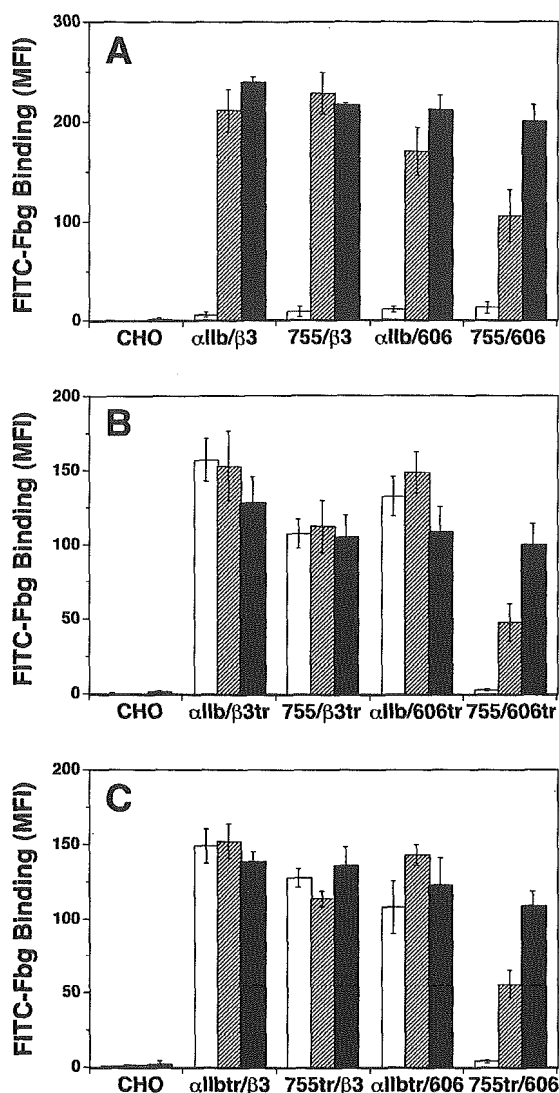 A
FITC-Fbg Binding (MFI)
300
200
100
0
CHO αIIb/β3 755/β3 αIIb/606 755/606
B
FITC-Fbg Binding (MFI)
200
150
100
50
0
CHO αIIb/β3tr 755/β3tr αIIb/606tr 755/606tr
C
FITC-Fbg Binding (MFI)
200
150
100
50
0
CHO αIIbtr/β3 755tr/β3 αIIbtr/606 755tr/606